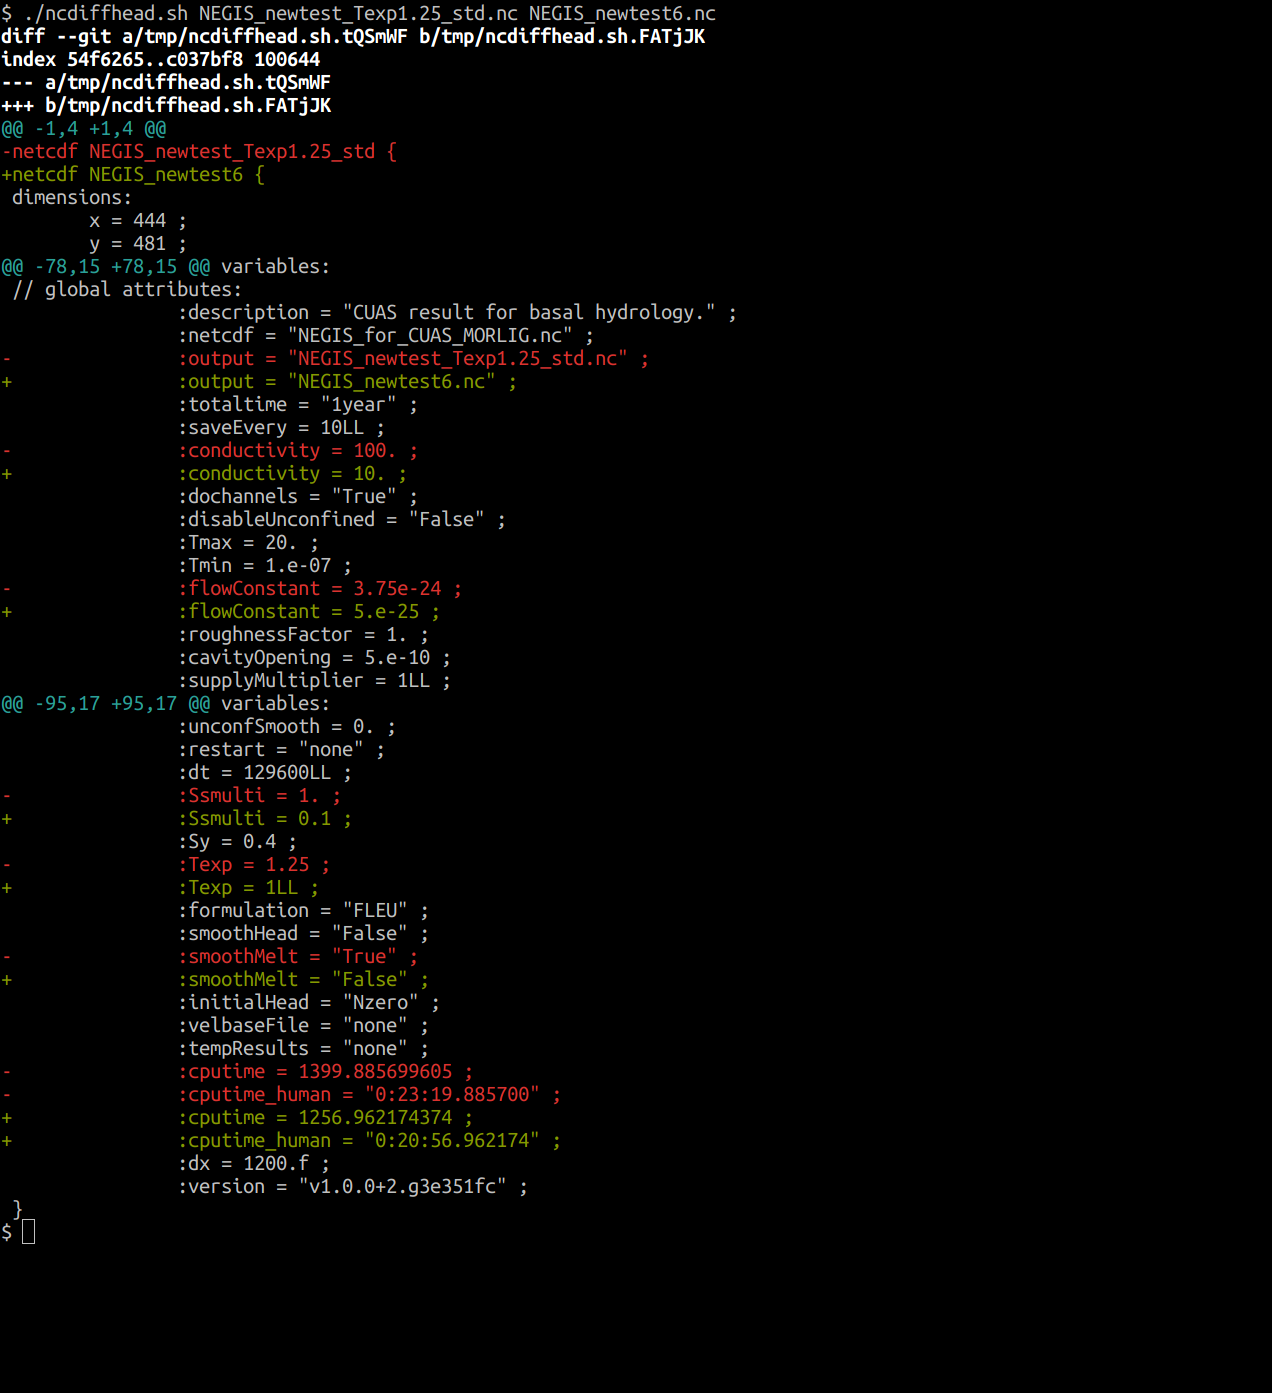 $ ./ncdiffhead.sh NEGIS_newtest_Texp1.25_std.nc NEGIS_newtest6.nc
diff --git a/tmp/ncdiffhead.sh.tQSmWF b/tmp/ncdiffhead.sh.FATjJK
index 54f6265..c037bf8 100644
--- a/tmp/ncdiffhead.sh.tQSmWF
+++ b/tmp/ncdiffhead.sh.FATjJK
@@ -1,4 +1,4 @@
-netcdf NEGIS_newtest_Texp1.25_std {
+netcdf NEGIS_newtest6 {
 dimensions:
        x = 444 ;
        y = 481 ;
@@ -78,15 +78,15 @@ variables:
 // global attributes:
                :description = "CUAS result for basal hydrology." ;
                :netcdf = "NEGIS_for_CUAS_MORLIG.nc" ;
-               :output = "NEGIS_newtest_Texp1.25_std.nc" ;
+               :output = "NEGIS_newtest6.nc" ;
                :totaltime = "1year" ;
                :saveEvery = 10LL ;
-               :conductivity = 100. ;
+               :conductivity = 10. ;
                :dochannels = "True" ;
                :disableUnconfined = "False" ;
                :Tmax = 20. ;
                :Tmin = 1.e-07 ;
-               :flowConstant = 3.75e-24 ;
+               :flowConstant = 5.e-25 ;
                :roughnessFactor = 1. ;
                :cavityOpening = 5.e-10 ;
                :supplyMultiplier = 1LL ;
@@ -95,17 +95,17 @@ variables:
                :unconfSmooth = 0. ;
                :restart = "none" ;
                :dt = 129600LL ;
-               :Ssmulti = 1. ;
+               :Ssmulti = 0.1 ;
                :Sy = 0.4 ;
-               :Texp = 1.25 ;
+               :Texp = 1LL ;
                :formulation = "FLEU" ;
                :smoothHead = "False" ;
-               :smoothMelt = "True" ;
+               :smoothMelt = "False" ;
                :initialHead = "Nzero" ;
                :velbaseFile = "none" ;
                :tempResults = "none" ;
-               :cputime = 1399.885699605 ;
-               :cputime_human = "0:23:19.885700" ;
+               :cputime = 1256.962174374 ;
+               :cputime_human = "0:20:56.962174" ;
                :dx = 1200.f ;
                :version = "v1.0.0+2.g3e351fc" ;
 }
$